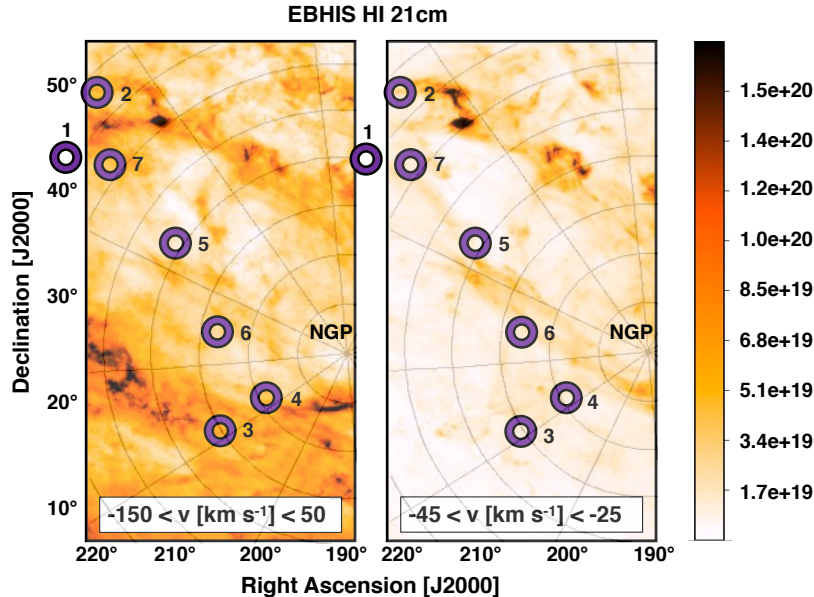 EBHIS HI 21cm
50°
40°
30°
20°
10°
Declination [J2000]
1
2
7
5
6
NGP
4
3
-150 < v [km s⁻¹] < 50
220°
210°
200°
190°
1
2
7
5
6
NGP
4
3
-45 < v [km s⁻¹] < -25
220°
210°
200°
190°
Right Ascension [J2000]
1.5e+20
1.4e+20
1.2e+20
1.0e+20
8.5e+19
6.8e+19
5.1e+19
3.4e+19
1.7e+19